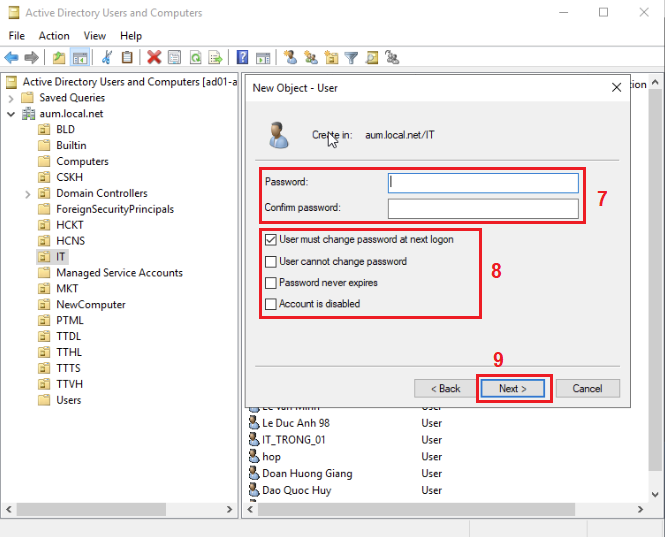 Active Directory Users and Computers
File Action View Help
Active Directory Users and Computers [ad01-a
Saved Queries
aum.local.net
BLD
Builtin
Computers
CSKH
Domain Controllers
ForeignSecurityPrincipals
HCKT
HCNS
IT
Managed Service Accounts
MKT
NewComputer
PTML
TTDL
TTHL
TTTS
TTVH
Users
New Object - User
Create in: aum.local.net/IT
Password:
Confirm password:
7
User must change password at next logon
User cannot change password
Password never expires
Account is disabled
8
9
< Back Next > Cancel
User
Le Duc Anh 98 User
IT_TRONG_01 User
hop User
Doan Huong Giang User
Dao Quoc Huy User